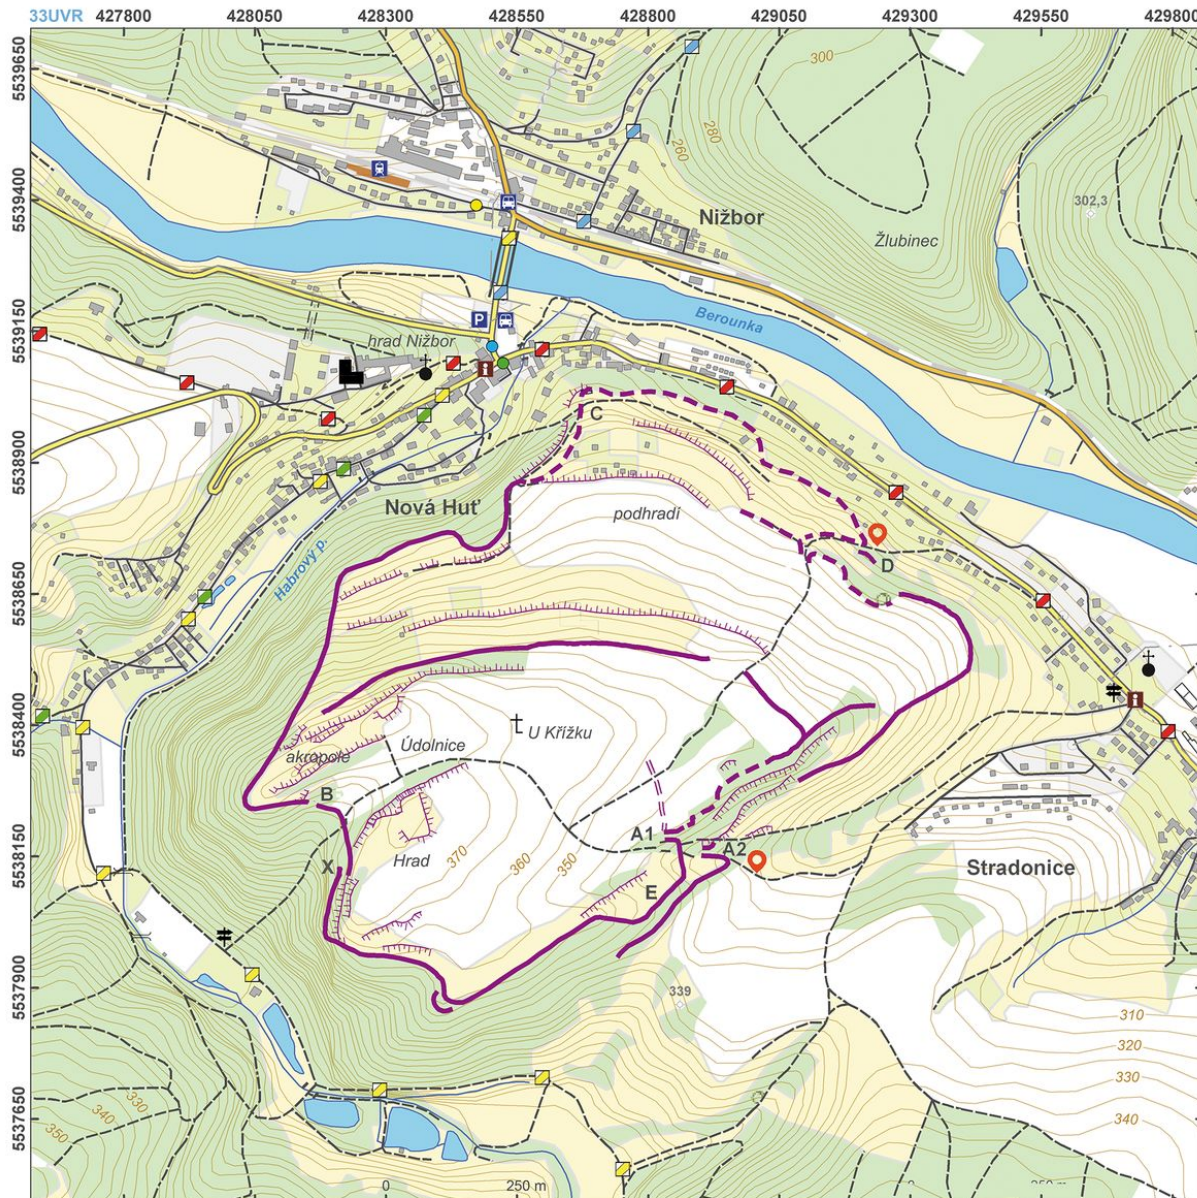 33UVR 427800 428050 428300 428550 428800 429050 429300 429550 429800
5539650
5539400
5539150
5538900
5538650
5538400
5538150
5537900
5537650
300
280
260
302,3
Nižbor
Žlubinec
P
Berounka
hrad Nižbor
i
C
Nová Huť
podhradí
D
Habrový p.
i
U Křížku
Údolnice
akropole
B
A1
A2
370
360
350
Hrad
X
E
Stradonice
339
310
320
330
340
330
340
350
0 250 m